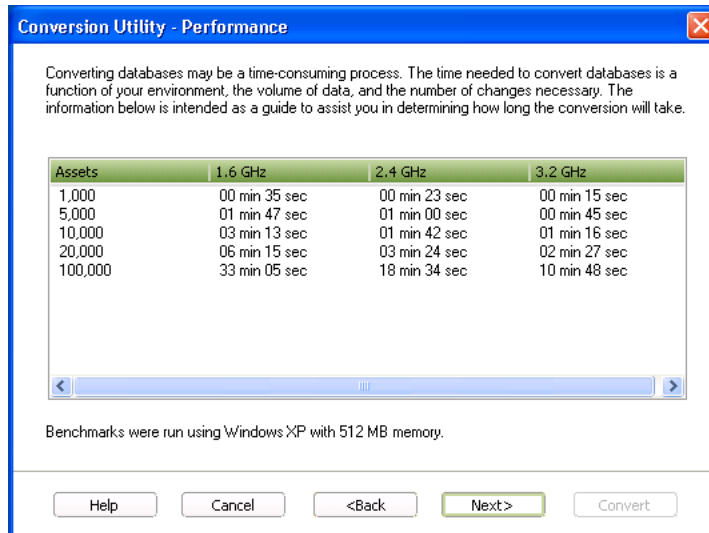 Conversion Utility - Performance
Converting databases may be a time-consuming process. The time needed to convert databases is a
function of your environment, the volume of data, and the number of changes necessary. The
information below is intended as a guide to assist you in determining how long the conversion will take.
Assets 1.6 GHz 2.4 GHz 3.2 GHz
1,000 00 min 35 sec 00 min 23 sec 00 min 15 sec
5,000 01 min 47 sec 01 min 00 sec 00 min 45 sec
10,000 03 min 13 sec 01 min 42 sec 01 min 16 sec
20,000 06 min 15 sec 03 min 24 sec 02 min 27 sec
100,000 33 min 05 sec 18 min 34 sec 10 min 48 sec
Benchmarks were run using Windows XP with 512 MB memory.
Help Cancel <Back Next> Convert